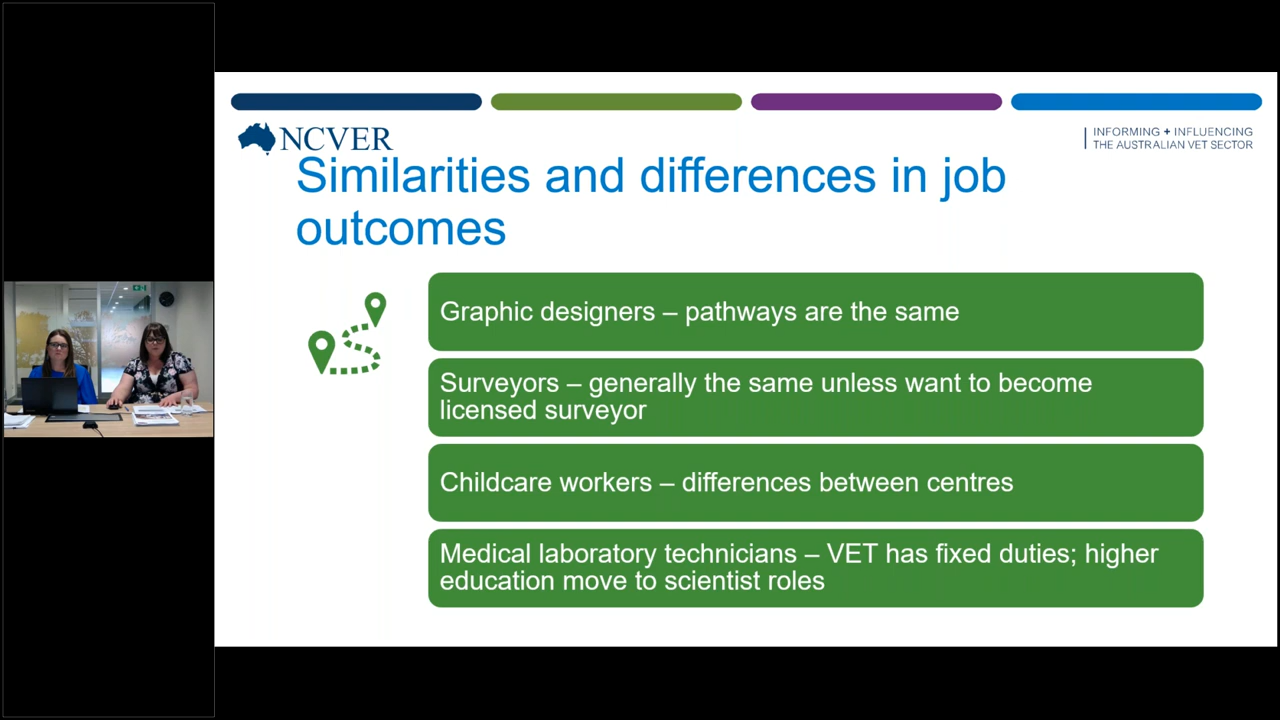 NCVER
INFORMING + INFLUENCING
THE AUSTRALIAN VET SECTOR
Similarities and differences in job
outcomes
Graphic designers – pathways are the same
Surveyors – generally the same unless want to become
licensed surveyor
Childcare workers – differences between centres
Medical laboratory technicians – VET has fixed duties; higher
education move to scientist roles